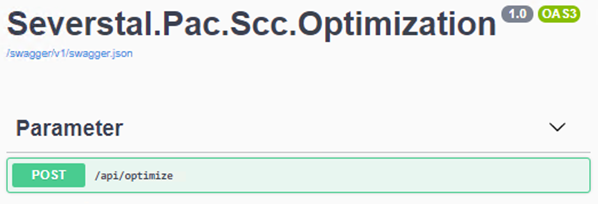 Severstal.Pac.Scc.Optimization 1.0 OAS3
/swagger/v1/swagger.json
Parameter
POST /api/optimize